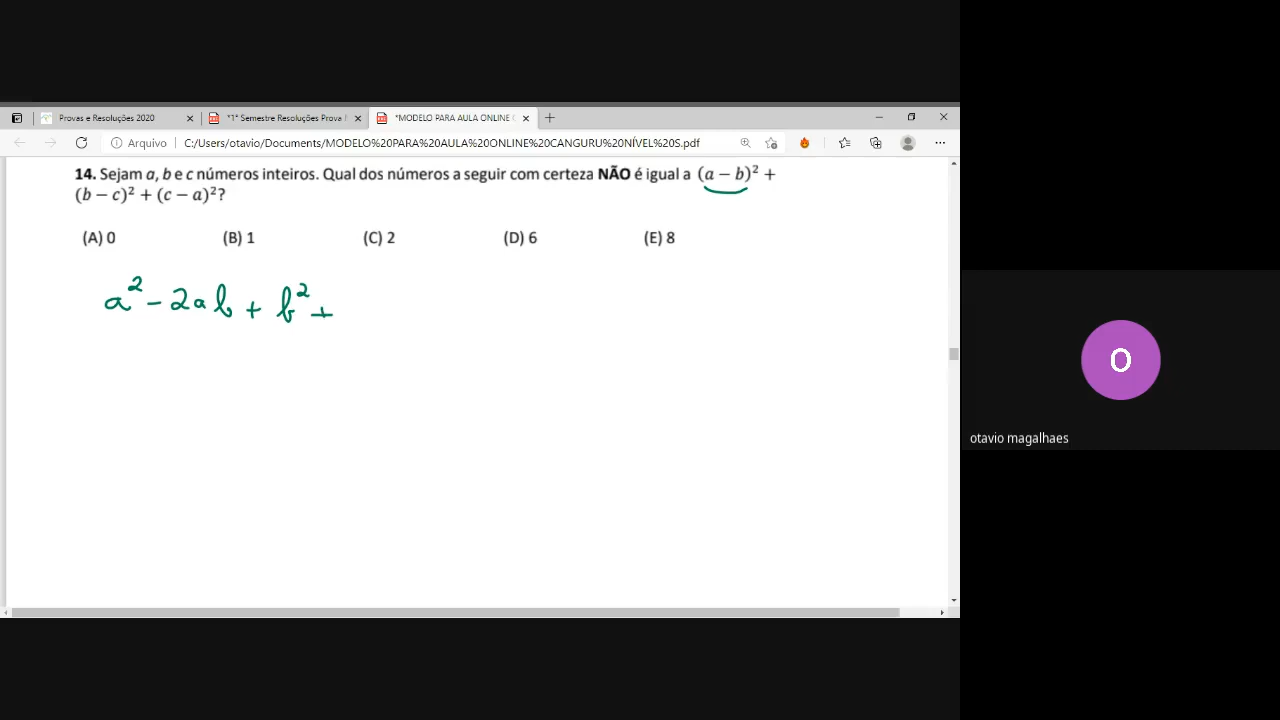 Provas e Resoluções 2020
*1° Semestre Resoluções Prova
*MODELO PARA AULA ONLINE
Arquivo
C:/Users/otavio/Documents/MODELO%20PARA%20AULA%20ONLINE%20CANGURU%20NÍVEL%20S.pdf
14. Sejam a, b e c números inteiros. Qual dos números a seguir com certeza NÃO é igual a (a − b)² +
(b − c)² + (c − a)²?
(A) 0 (B) 1 (C) 2 (D) 6 (E) 8
a² − 2ab + b² +
O
otavio magalhaes